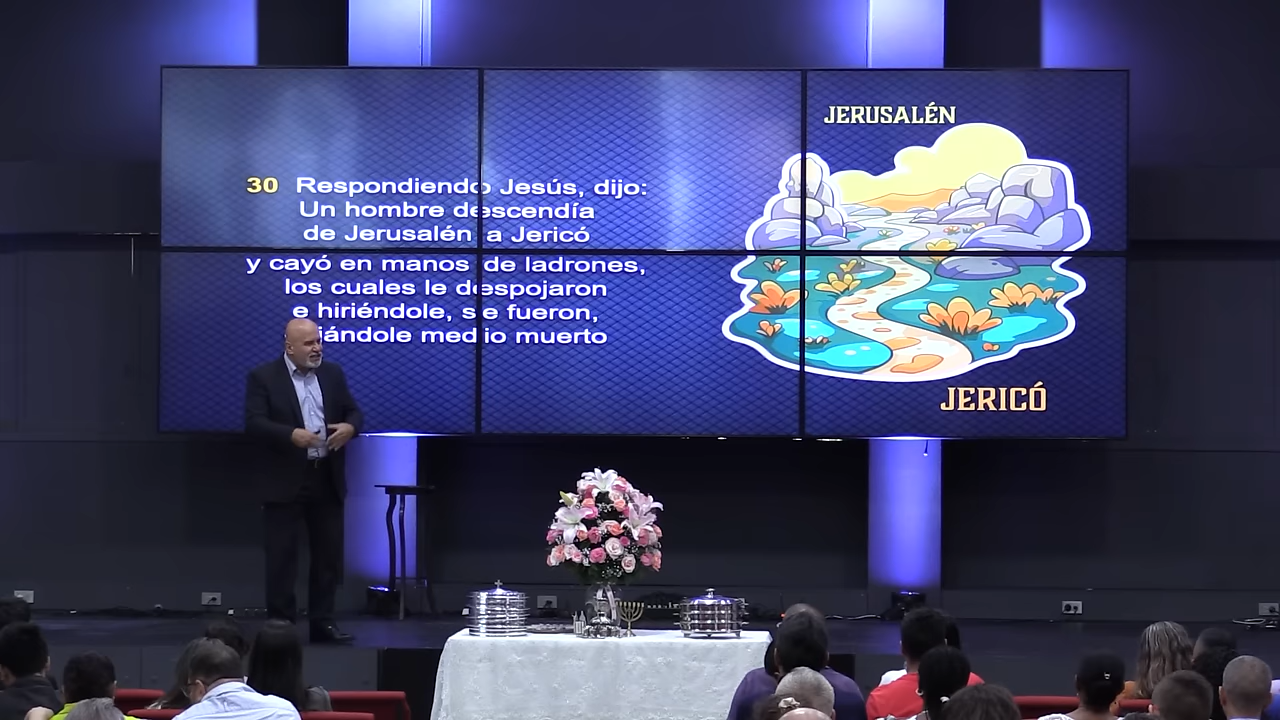 30 Respondiendo Jesús, dijo:
Un hombre descendía
de Jerusalén a Jericó
y cayó en manos de ladrones,
los cuales le despojaron
e hiriéndole, se fueron,
jándole medio muerto
JERUSALÉN
JERICÓ